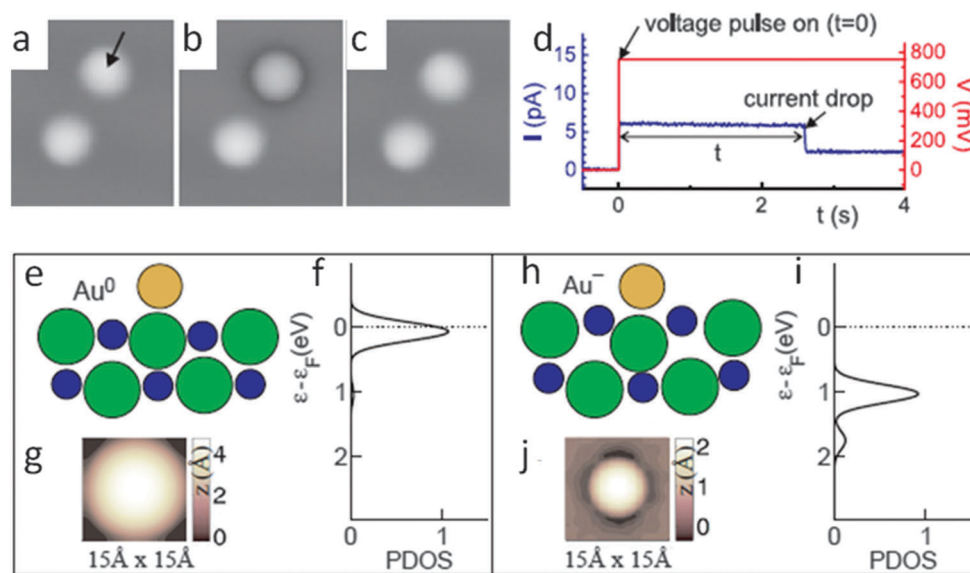 a
b
c
d
voltage pulse on (t=0)
current drop
t
I (pA)
15
10
5
0
V (mV)
800
600
400
200
0
0
2
4
t (s)
e
Au⁰
f
ε - ε_F (eV)
0
1
2
0
1
PDOS
g
z (Å)
4
2
0
15Å x 15Å
h
Au⁻
i
ε - ε_F (eV)
0
1
2
0
1
PDOS
j
z (Å)
2
1
0
15Å x 15Å